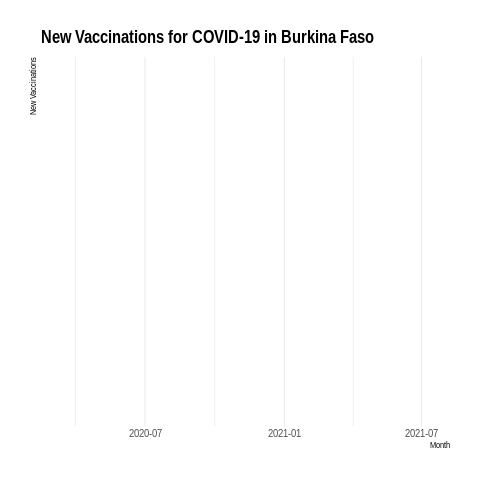 New Vaccinations for COVID-19 in Burkina Faso
New Vaccinations
2020-07 2021-01 2021-07
Month